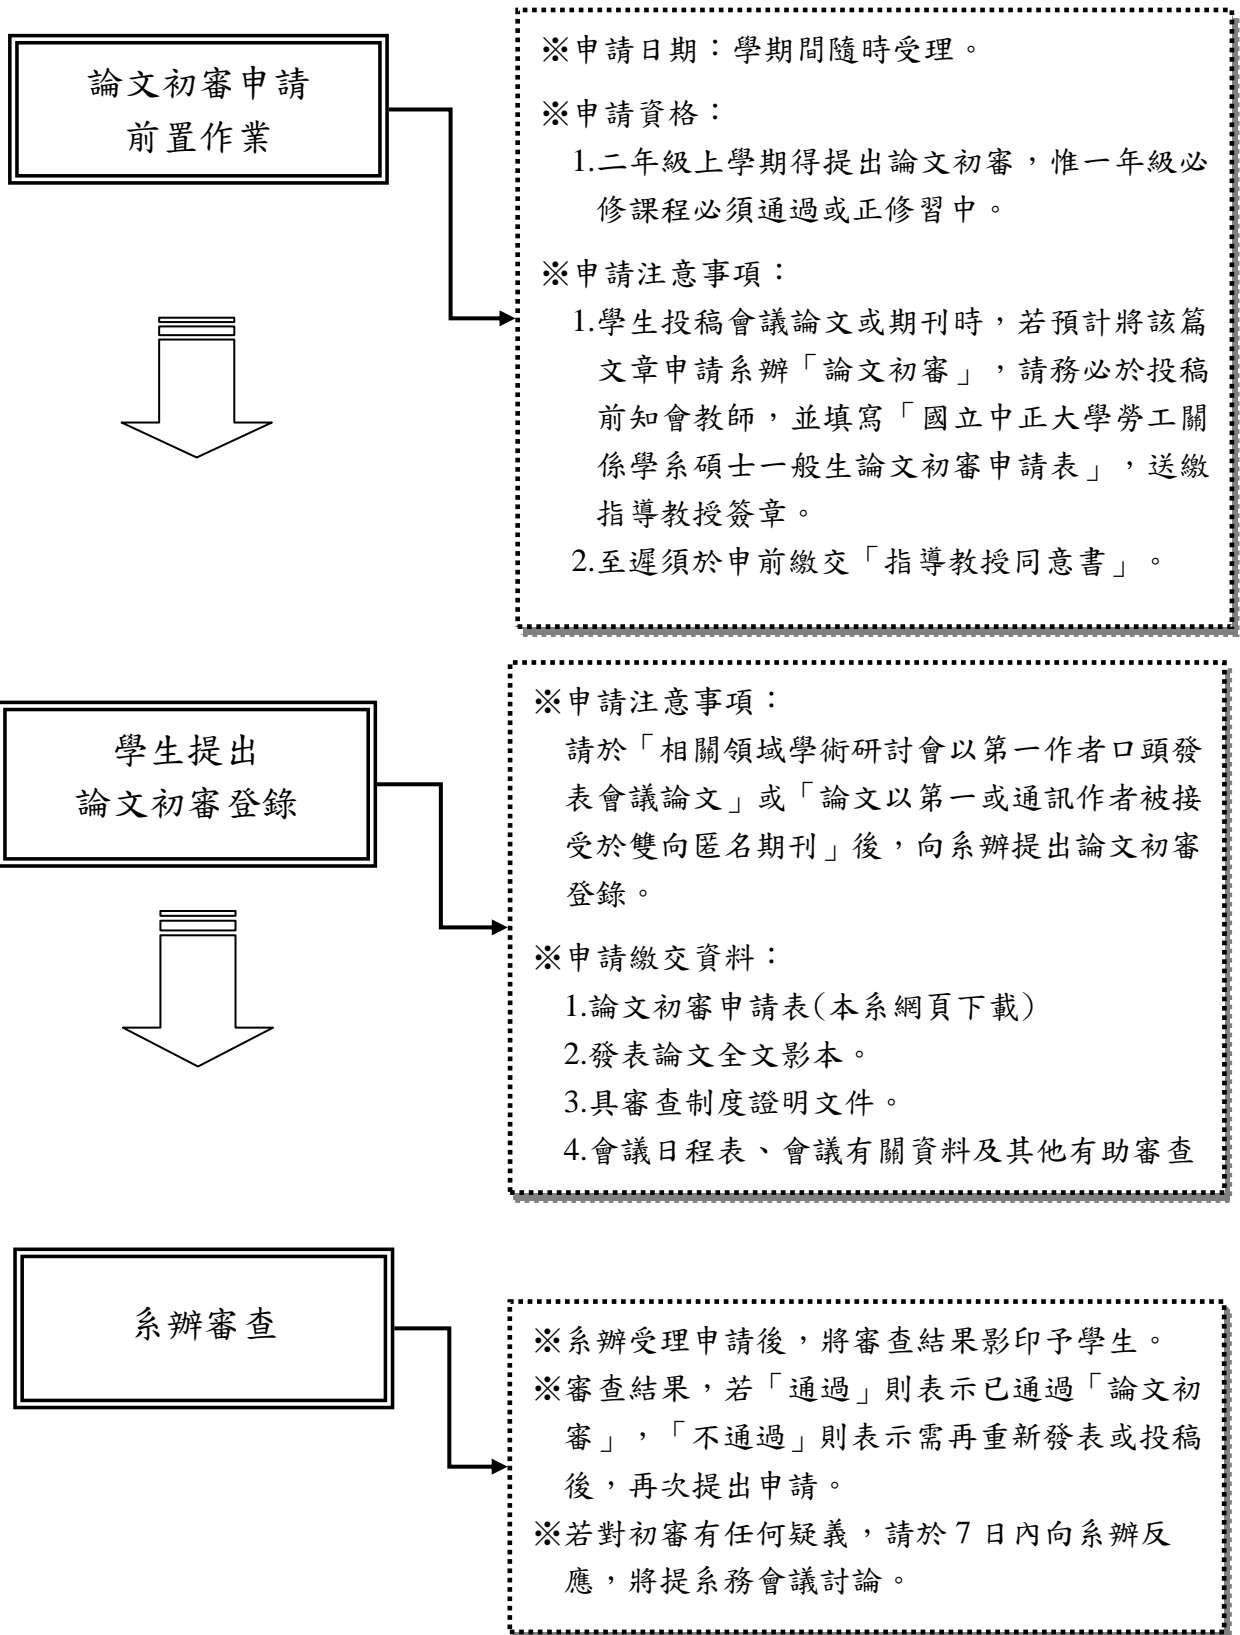 論文初審申請
前置作業
※申請日期：學期間隨時受理。
※申請資格：
1.二年級上學期得提出論文初審，惟一年級必
修課程必須通過或正修習中。
※申請注意事項：
1.學生投稿會議論文或期刊時，若預計將該篇
文章申請系辦「論文初審」，請務必於投稿
前知會教師，並填寫「國立中正大學勞工關
係學系碩士一般生論文初審申請表」，送繳
指導教授簽章。
2.至遲須於申前繳交「指導教授同意書」。
學生提出
論文初審登錄
※申請注意事項：
請於「相關領域學術研討會以第一作者口頭發
表會議論文」或「論文以第一或通訊作者被接
受於雙向匿名期刊」後，向系辦提出論文初審
登錄。
※申請繳交資料：
1.論文初審申請表(本系網頁下載)
2.發表論文全文影本。
3.具審查制度證明文件。
4.會議日程表、會議有關資料及其他有助審查
系辦審查
※系辦受理申請後，將審查結果影印予學生。
※審查結果，若「通過」則表示已通過「論文初
審」，「不通過」則表示需再重新發表或投稿
後，再次提出申請。
※若對初審有任何疑義，請於 7 日內向系辦反
應，將提系務會議討論。